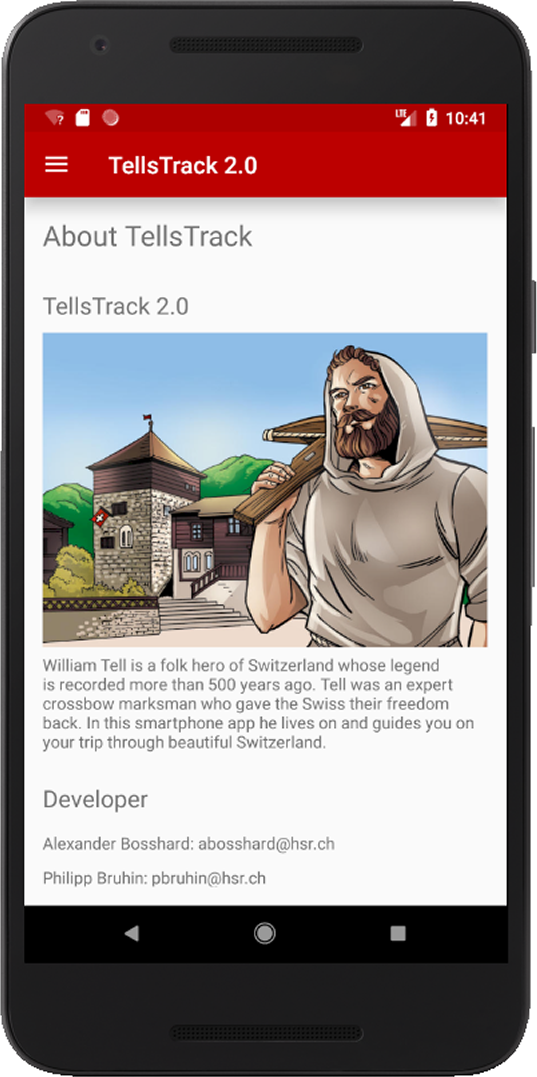 LTE 10:41
TellsTrack 2.0
About TellsTrack
TellsTrack 2.0
William Tell is a folk hero of Switzerland whose legend
is recorded more than 500 years ago. Tell was an expert
crossbow marksman who gave the Swiss their freedom
back. In this smartphone app he lives on and guides you on
your trip through beautiful Switzerland.
Developer
Alexander Bosshard: abosshard@hsr.ch
Philipp Bruhin: pbruhin@hsr.ch